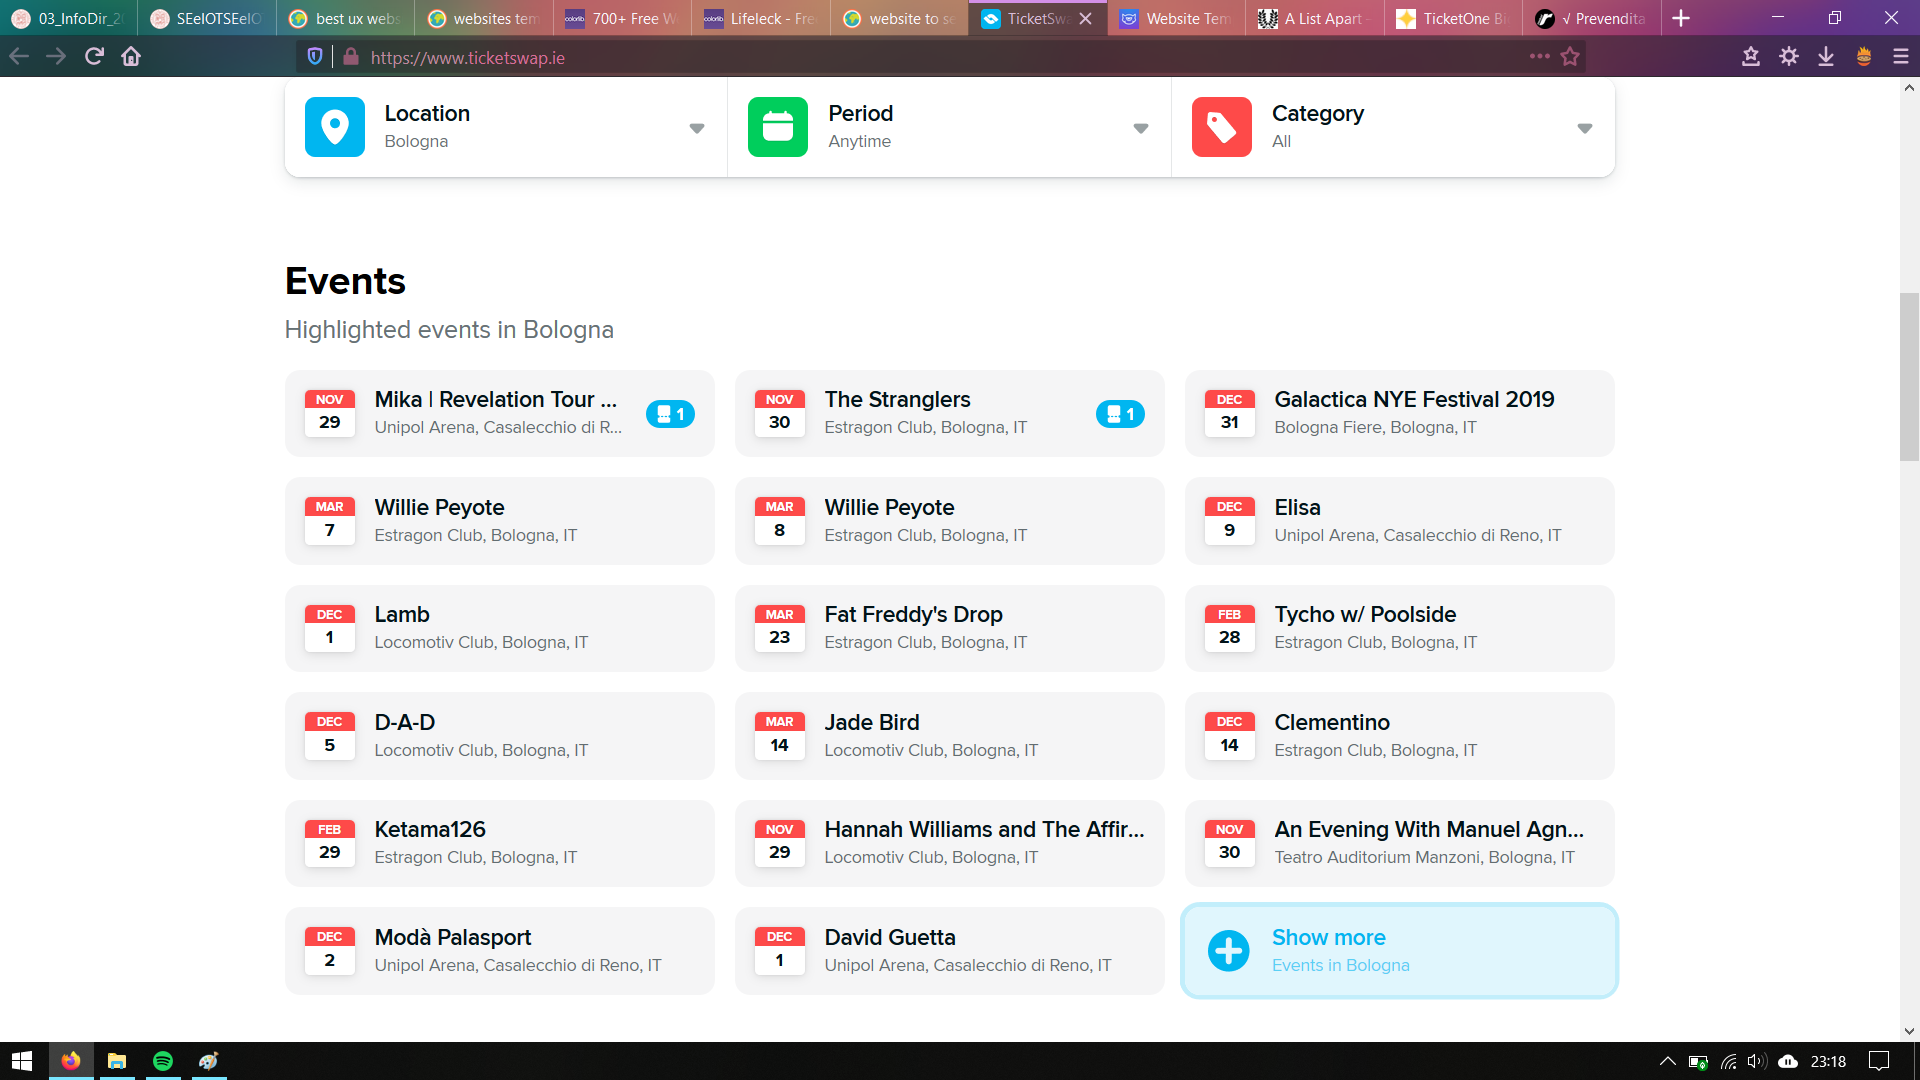 03_InfoDir_2
SEeIOTSEeIO
best ux webs
websites tem
700+ Free W
Lifeleck - Fre
website to se
TicketSwa
Website Tem
A List Apart -
TicketOne Bi
√ Prevendita
https://www.ticketswap.ie
Location
Bologna
Period
Anytime
Category
All
Events
Highlighted events in Bologna
NOV
29
Mika | Revelation Tour ...
Unipol Arena, Casalecchio di R...
1
NOV
30
The Stranglers
Estragon Club, Bologna, IT
1
DEC
31
Galactica NYE Festival 2019
Bologna Fiere, Bologna, IT
MAR
7
Willie Peyote
Estragon Club, Bologna, IT
MAR
8
Willie Peyote
Estragon Club, Bologna, IT
DEC
9
Elisa
Unipol Arena, Casalecchio di Reno, IT
DEC
1
Lamb
Locomotiv Club, Bologna, IT
MAR
23
Fat Freddy's Drop
Estragon Club, Bologna, IT
FEB
28
Tycho w/ Poolside
Estragon Club, Bologna, IT
DEC
5
D-A-D
Locomotiv Club, Bologna, IT
MAR
14
Jade Bird
Locomotiv Club, Bologna, IT
DEC
14
Clementino
Estragon Club, Bologna, IT
FEB
29
Ketama126
Estragon Club, Bologna, IT
NOV
29
Hannah Williams and The Affir...
Locomotiv Club, Bologna, IT
NOV
30
An Evening With Manuel Agn...
Teatro Auditorium Manzoni, Bologna, IT
DEC
2
Modà Palasport
Unipol Arena, Casalecchio di Reno, IT
DEC
1
David Guetta
Unipol Arena, Casalecchio di Reno, IT
Show more
Events in Bologna
23:18